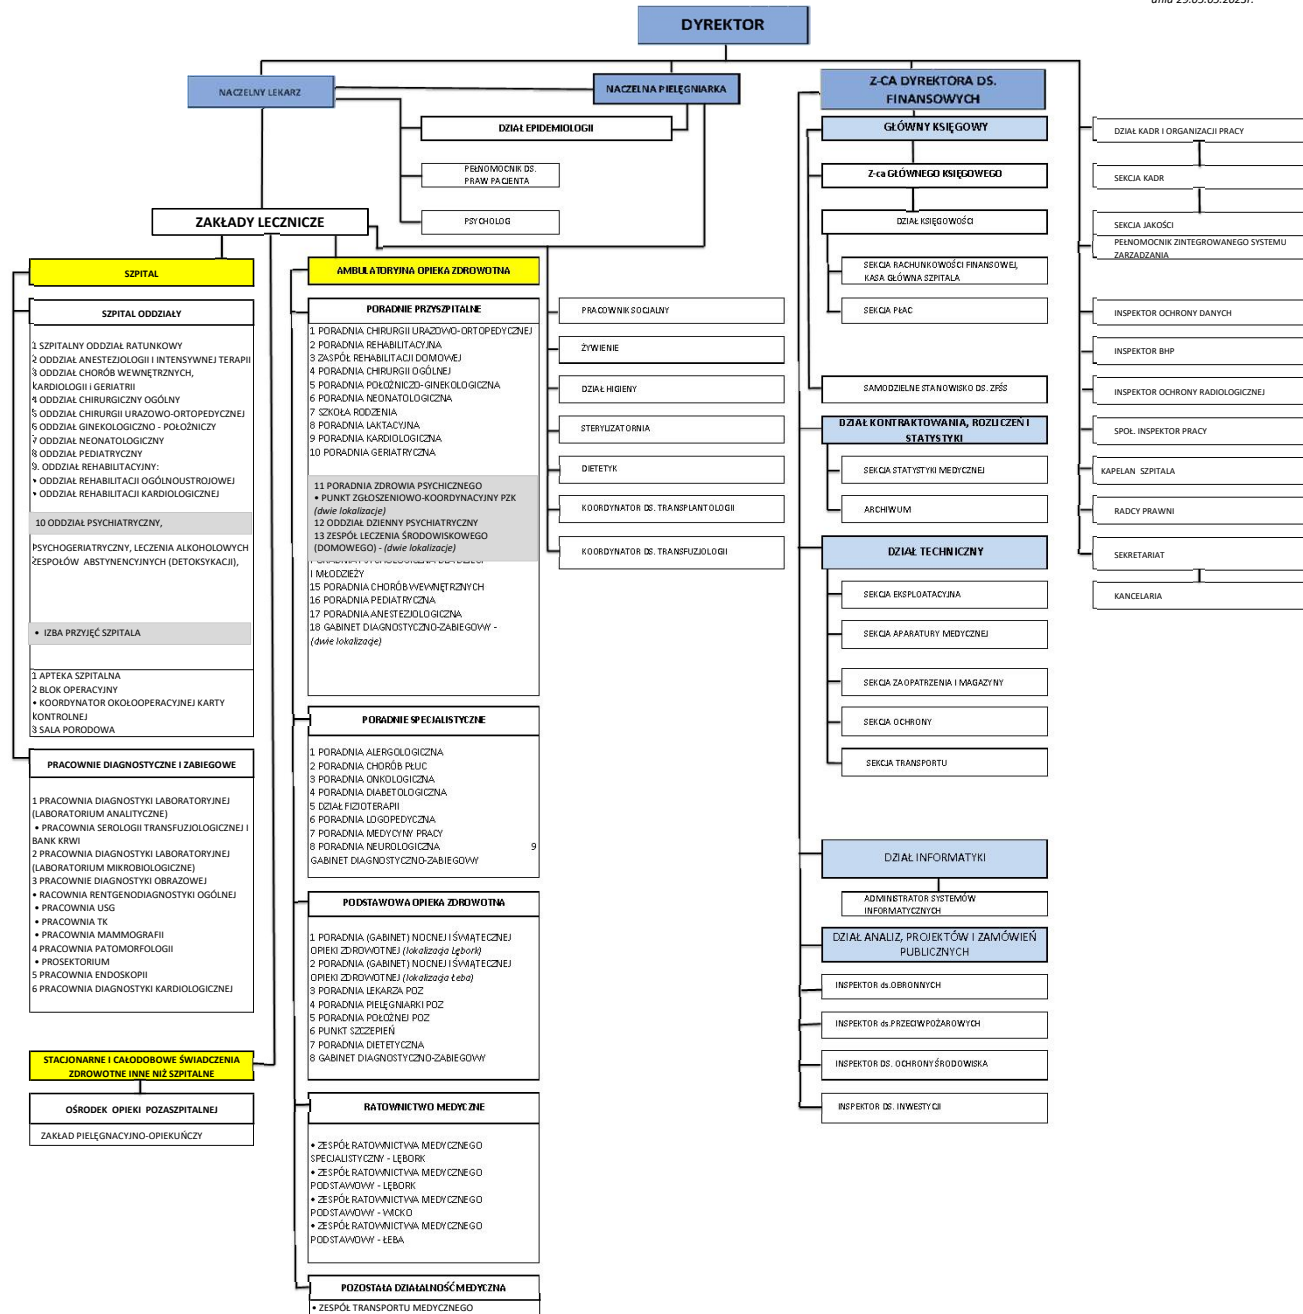 dnia 29.05.05.2023r.
DYREKTOR
NACZELNY LEKARZ
NACZELNA PIELĘGNIARKA
Z-CA DYREKTORA DS.
FINANSOWYCH
DZIAŁ EPIDEMIOLOGII
PEŁNOMOCNIK DS.
PRAW PACJENTA
PSYCHOLOG
ZAKŁADY LECZNICZE
SZPITAL
SZPITAL ODDZIAŁY
1 SZPITALNY ODDZIAŁ RATUNKOWY
2 ODDZIAŁ ANESTEZJOLOGII I INTENSYWNEJ TERAPII
3 ODDZIAŁ CHORÓB WEWNĘTRZNYCH,
KARDIOLOGII i GERIATRII
4 ODDZIAŁ CHIRURGICZNY OGÓLNY
5 ODDZIAŁ CHIRURGII URAZOWO-ORTOPEDYCZNEJ
6 ODDZIAŁ GINEKOLOGICZNO - POŁOŻNICZY
7 ODDZIAŁ NEONATOLOGICZNY
8 ODDZIAŁ PEDIATRYCZNY
9. ODDZIAŁ REHABILITACYJNY:
• ODDZIAŁ REHABILITACJI OGÓLNOUSTROJOWEJ
• ODDZIAŁ REHABILITACJI KARDIOLOGICZNEJ
10 ODDZIAŁ PSYCHIATRYCZNY,
PSYCHOGERIATRYCZNY, LECZENIA ALKOHOLOWYCH
ZESPOŁÓW ABSTYNENCYJNYCH (DETOKSYKACJI),
• IZBA PRZYJĘĆ SZPITALA
1 APTEKA SZPITALNA
2 BLOK OPERACYJNY
• KOORDYNATOR OKOŁOOPERACYJNEJ KARTY
KONTROLNEJ
3 SALA PORODOWA
PRACOWNIE DIAGNOSTYCZNE I ZABIEGOWE
1 PRACOWNIA DIAGNOSTYKI LABORATORYJNEJ
(LABORATORIUM ANALITYCZNE)
• PRACOWNIA SEROLOGII TRANSFUZJOLOGICZNEJ I
BANK KRWI
2 PRACOWNIA DIAGNOSTYKI LABORATORYJNEJ
(LABORATORIUM MIKROBIOLOGICZNE)
3 PRACOWNIE DIAGNOSTYKI OBRAZOWEJ
• RACOWNIA RENTGENODIAGNOSTYKI OGÓLNEJ
• PRACOWNIA USG
• PRACOWNIA TK
• PRACOWNIA MAMMOGRAFII
4 PRACOWNIA PATOMORFOLOGII
• PROSEKTORIUM
5 PRACOWNIA ENDOSKOPII
6 PRACOWNIA DIAGNOSTYKI KARDIOLOGICZNEJ
STACJONARNE I CAŁODOBOWE ŚWIADCZENIA
ZDROWOTNE INNE NIŻ SZPITALNE
OŚRODEK OPIEKI POZASZPITALNEJ
ZAKŁAD PIELĘGNACYJNO-OPIEKUŃCZY
AMBULATORYJNA OPIEKA ZDROWOTNA
PORADNIE PRZYSZPITALNE
1 PORADNIA CHIRURGII URAZOWO-ORTOPEDYCZNEJ
2 PORADNIA REHABILITACYJNA
3 ZASPÓŁ REHABILITACJI DOMOWEJ
4 PORADNIA CHIRURGII OGÓLNEJ
5 PORADNIA POŁOŻNICZO-GINEKOLOGICZNA
6 PORADNIA NEONATOLOGICZNA
7 SZKOŁA RODZENIA
8 PORADNIA LAKTACYJNA
9 PORADNIA KARDIOLOGICZNA
10 PORADNIA GERIATRYCZNA
11 PORADNIA ZDROWIA PSYCHICZNEGO
• PUNKT ZGŁOSZENIOWO-KOORDYNACYJNY PZK
(dwie lokalizacje)
12 ODDZIAŁ DZIENNY PSYCHIATRYCZNY
13 ZESPÓŁ LECZENIA ŚRODOWISKOWEGO
(DOMOWEGO) - (dwie lokalizacje)
I MŁODZIEŻY
15 PORADNIA CHORÓB WEWNĘTRZNYCH
16 PORADNIA PEDIATRYCZNA
17 PORADNIA ANESTEZJOLOGICZNA
18 GABINET DIAGNOSTYCZNO-ZABIEGOWY -
(dwie lokalizacje)
PORADNIE SPECJALISTYCZNE
1 PORADNIA ALERGOLOGICZNA
2 PORADNIA CHORÓB PŁUC
3 PORADNIA ONKOLOGICZNA
4 PORADNIA DIABETOLOGICZNA
5 DZIAŁ FIZJOTERAPII
6 PORADNIA LOGOPEDYCZNA
7 PORADNIA MEDYCYNY PRACY
8 PORADNIA NEUROLOGICZNA 9
GABINET DIAGNOSTYCZNO-ZABIEGOWY
PODSTAWOWA OPIEKA ZDROWOTNA
1 PORADNIA (GABINET) NOCNEJ I ŚWIĄTECZNEJ
OPIEKI ZDROWOTNEJ (lokalizacja Lębork)
2 PORADNIA (GABINET) NOCNEJ I ŚWIĄTECZNEJ
OPIEKI ZDROWOTNEJ (lokalizacja Łeba)
3 PORADNIA LEKARZA POZ
4 PORADNIA PIELĘGNIARKI POZ
5 PORADNIA POŁOŻNEJ POZ
6 PUNKT SZCZEPIEŃ
7 PORADNIA DIETETYCZNA
8 GABINET DIAGNOSTYCZNO-ZABIEGOWY
RATOWNICTWO MEDYCZNE
• ZESPÓŁ RATOWNICTWA MEDYCZNEGO
SPECJALISTYCZNY - LĘBORK
• ZESPÓŁ RATOWNICTWA MEDYCZNEGO
PODSTAWOWY - LĘBORK
• ZESPÓŁ RATOWNICTWA MEDYCZNEGO
PODSTAWOWY - WICKO
• ZESPÓŁ RATOWNICTWA MEDYCZNEGO
PODSTAWOWY - ŁEBA
POZOSTAŁA DZIAŁALNOŚĆ MEDYCZNA
• ZESPÓŁ TRANSPORTU MEDYCZNEGO
PRACOWNIK SOCJALNY
ŻYWIENIE
DZIAŁ HIGIENY
STERYLIZATORNIA
DIETETYK
KOORDYNATOR DS. TRANSPLANTOLOGII
KOORDYNATOR DS. TRANSFUZJOLOGII
GŁÓWNY KSIĘGOWY
Z-ca GŁÓWNEGO KSIĘGOWEGO
DZIAŁ KSIĘGOWOŚCI
SEKCJA RACHUNKOWOŚCI FINANSOWEJ,
KASA GŁÓWNA SZPITALA
SEKCJA PŁAC
SAMODZIELNE STANOWISKO DS. ZFŚS
DZIAŁ KONTRAKTOWANIA, ROZLICZEŃ I
STATYSTYKI
SEKCJA STATYSTYKI MEDYCZNEJ
ARCHIWUM
DZIAŁ TECHNICZNY
SEKCJA EKSPLOATACYJNA
SEKCJA APARATURY MEDYCZNEJ
SEKCJA ZAOPATRZENIA I MAGAZYNY
SEKCJA OCHRONY
SEKCJA TRANSPORTU
DZIAŁ INFORMATYKI
ADMINISTRATOR SYSTEMÓW
INFORMATYCZNYCH
DZIAŁ ANALIZ, PROJEKTÓW I ZAMÓWIEŃ
PUBLICZNYCH
INSPEKTOR ds.OBRONNYCH
INSPEKTOR ds.PRZECIWPOŻAROWYCH
INSPEKTOR DS. OCHRONY ŚRODOWISKA
INSPEKTOR DS. INWESTYCJI
DZIAŁ KADR I ORGANIZACJI PRACY
SEKCJA KADR
SEKCJA JAKOŚCI
PEŁNOMOCNIK ZINTEGROWANEGO SYSTEMU
ZARZADZANIA
INSPEKTOR OCHRONY DANYCH
INSPEKTOR BHP
INSPEKTOR OCHRONY RADIOLOGICZNEJ
SPOŁ. INSPEKTOR PRACY
KAPELAN SZPITALA
RADCY PRAWNI
SEKRETARIAT
KANCELARIA